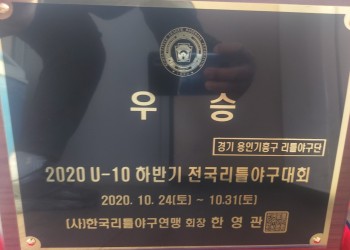 우 승
경기 용인기흥구 리틀야구단
2020 U-10 하반기 전국리틀야구대회
2020. 10. 24(토) ~ 10.31(토)
(사)한국리틀야구연맹 회장 한 영 관